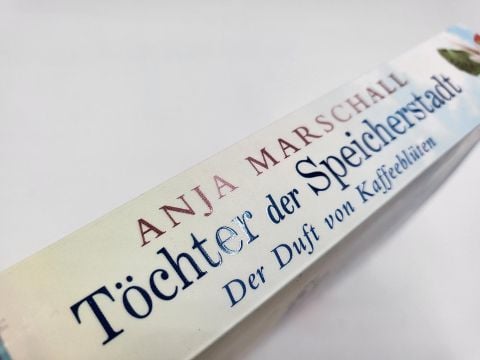 ANJA MARSCHALL
Töchter der Speicherstadt
Der Duft von Kaffeeblüten